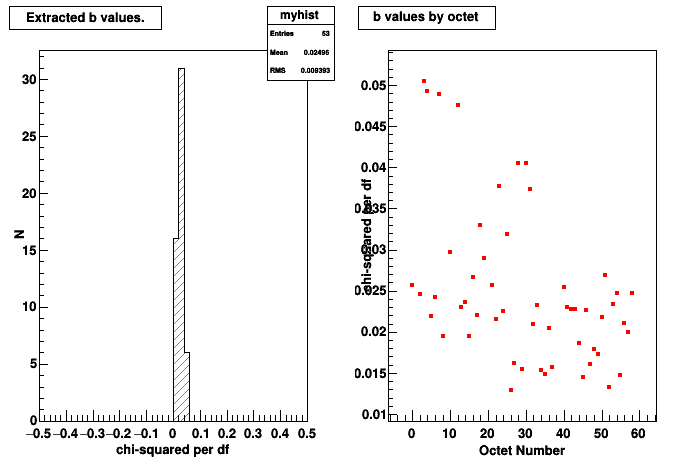 Extracted b values.
myhist
Entries 53
Mean 0.02495
RMS 0.009393
30
25
20
15
10
5
0
N
−0.5 −0.4 −0.3 −0.2 −0.1 0 0.1 0.2 0.3 0.4 0.5
chi-squared per df
b values by octet
0.05
0.045
0.04
0.035
0.03
0.025
0.02
0.015
0.01
chi-squared per df
0 10 20 30 40 50 60
Octet Number